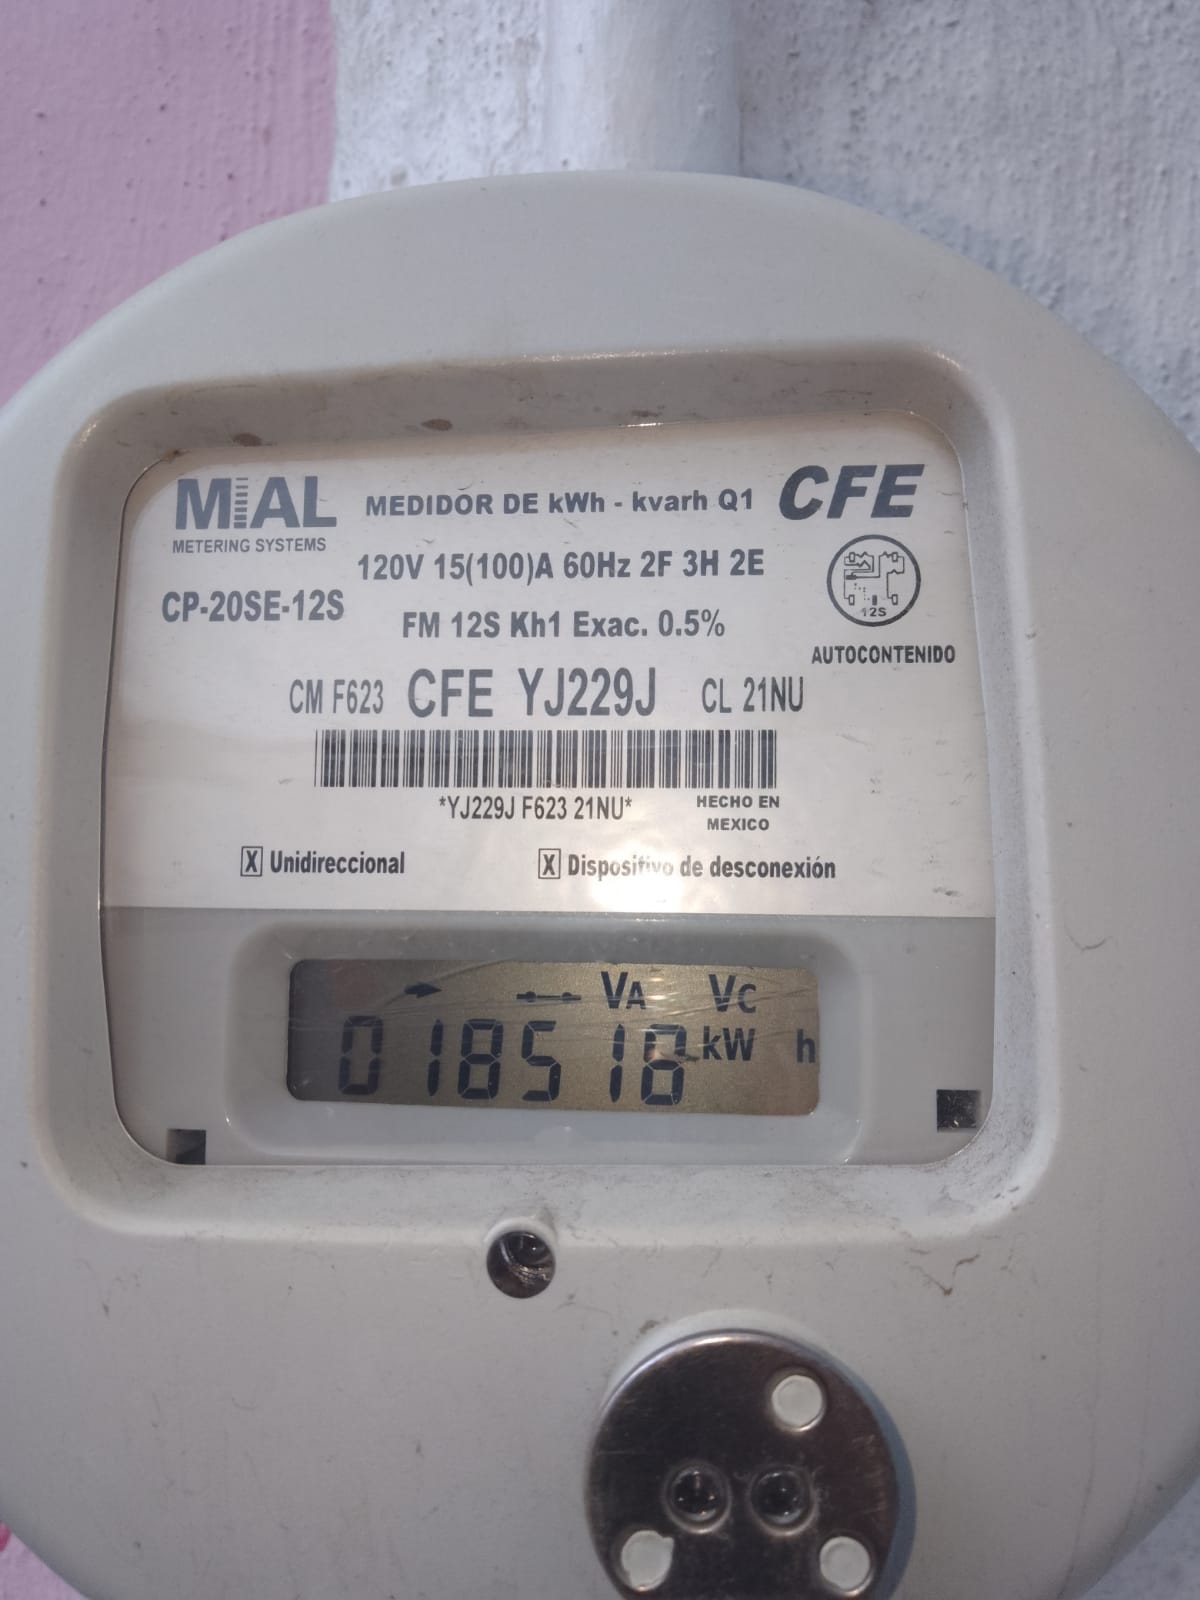 MIAL
METERING SYSTEMS
MEDIDOR DE kWh - kvarh Q1
CFE
120V 15(100)A 60Hz 2F 3H 2E
CP-20SE-12S
FM 12S Kh1 Exac. 0.5%
12S
AUTOCONTENIDO
CM F623 CFE YJ229J CL 21NU
*YJ229J F623 21NU*
HECHO EN
MEXICO
X Unidireccional
X Dispositivo de desconexión
VA VC
018518 kW h